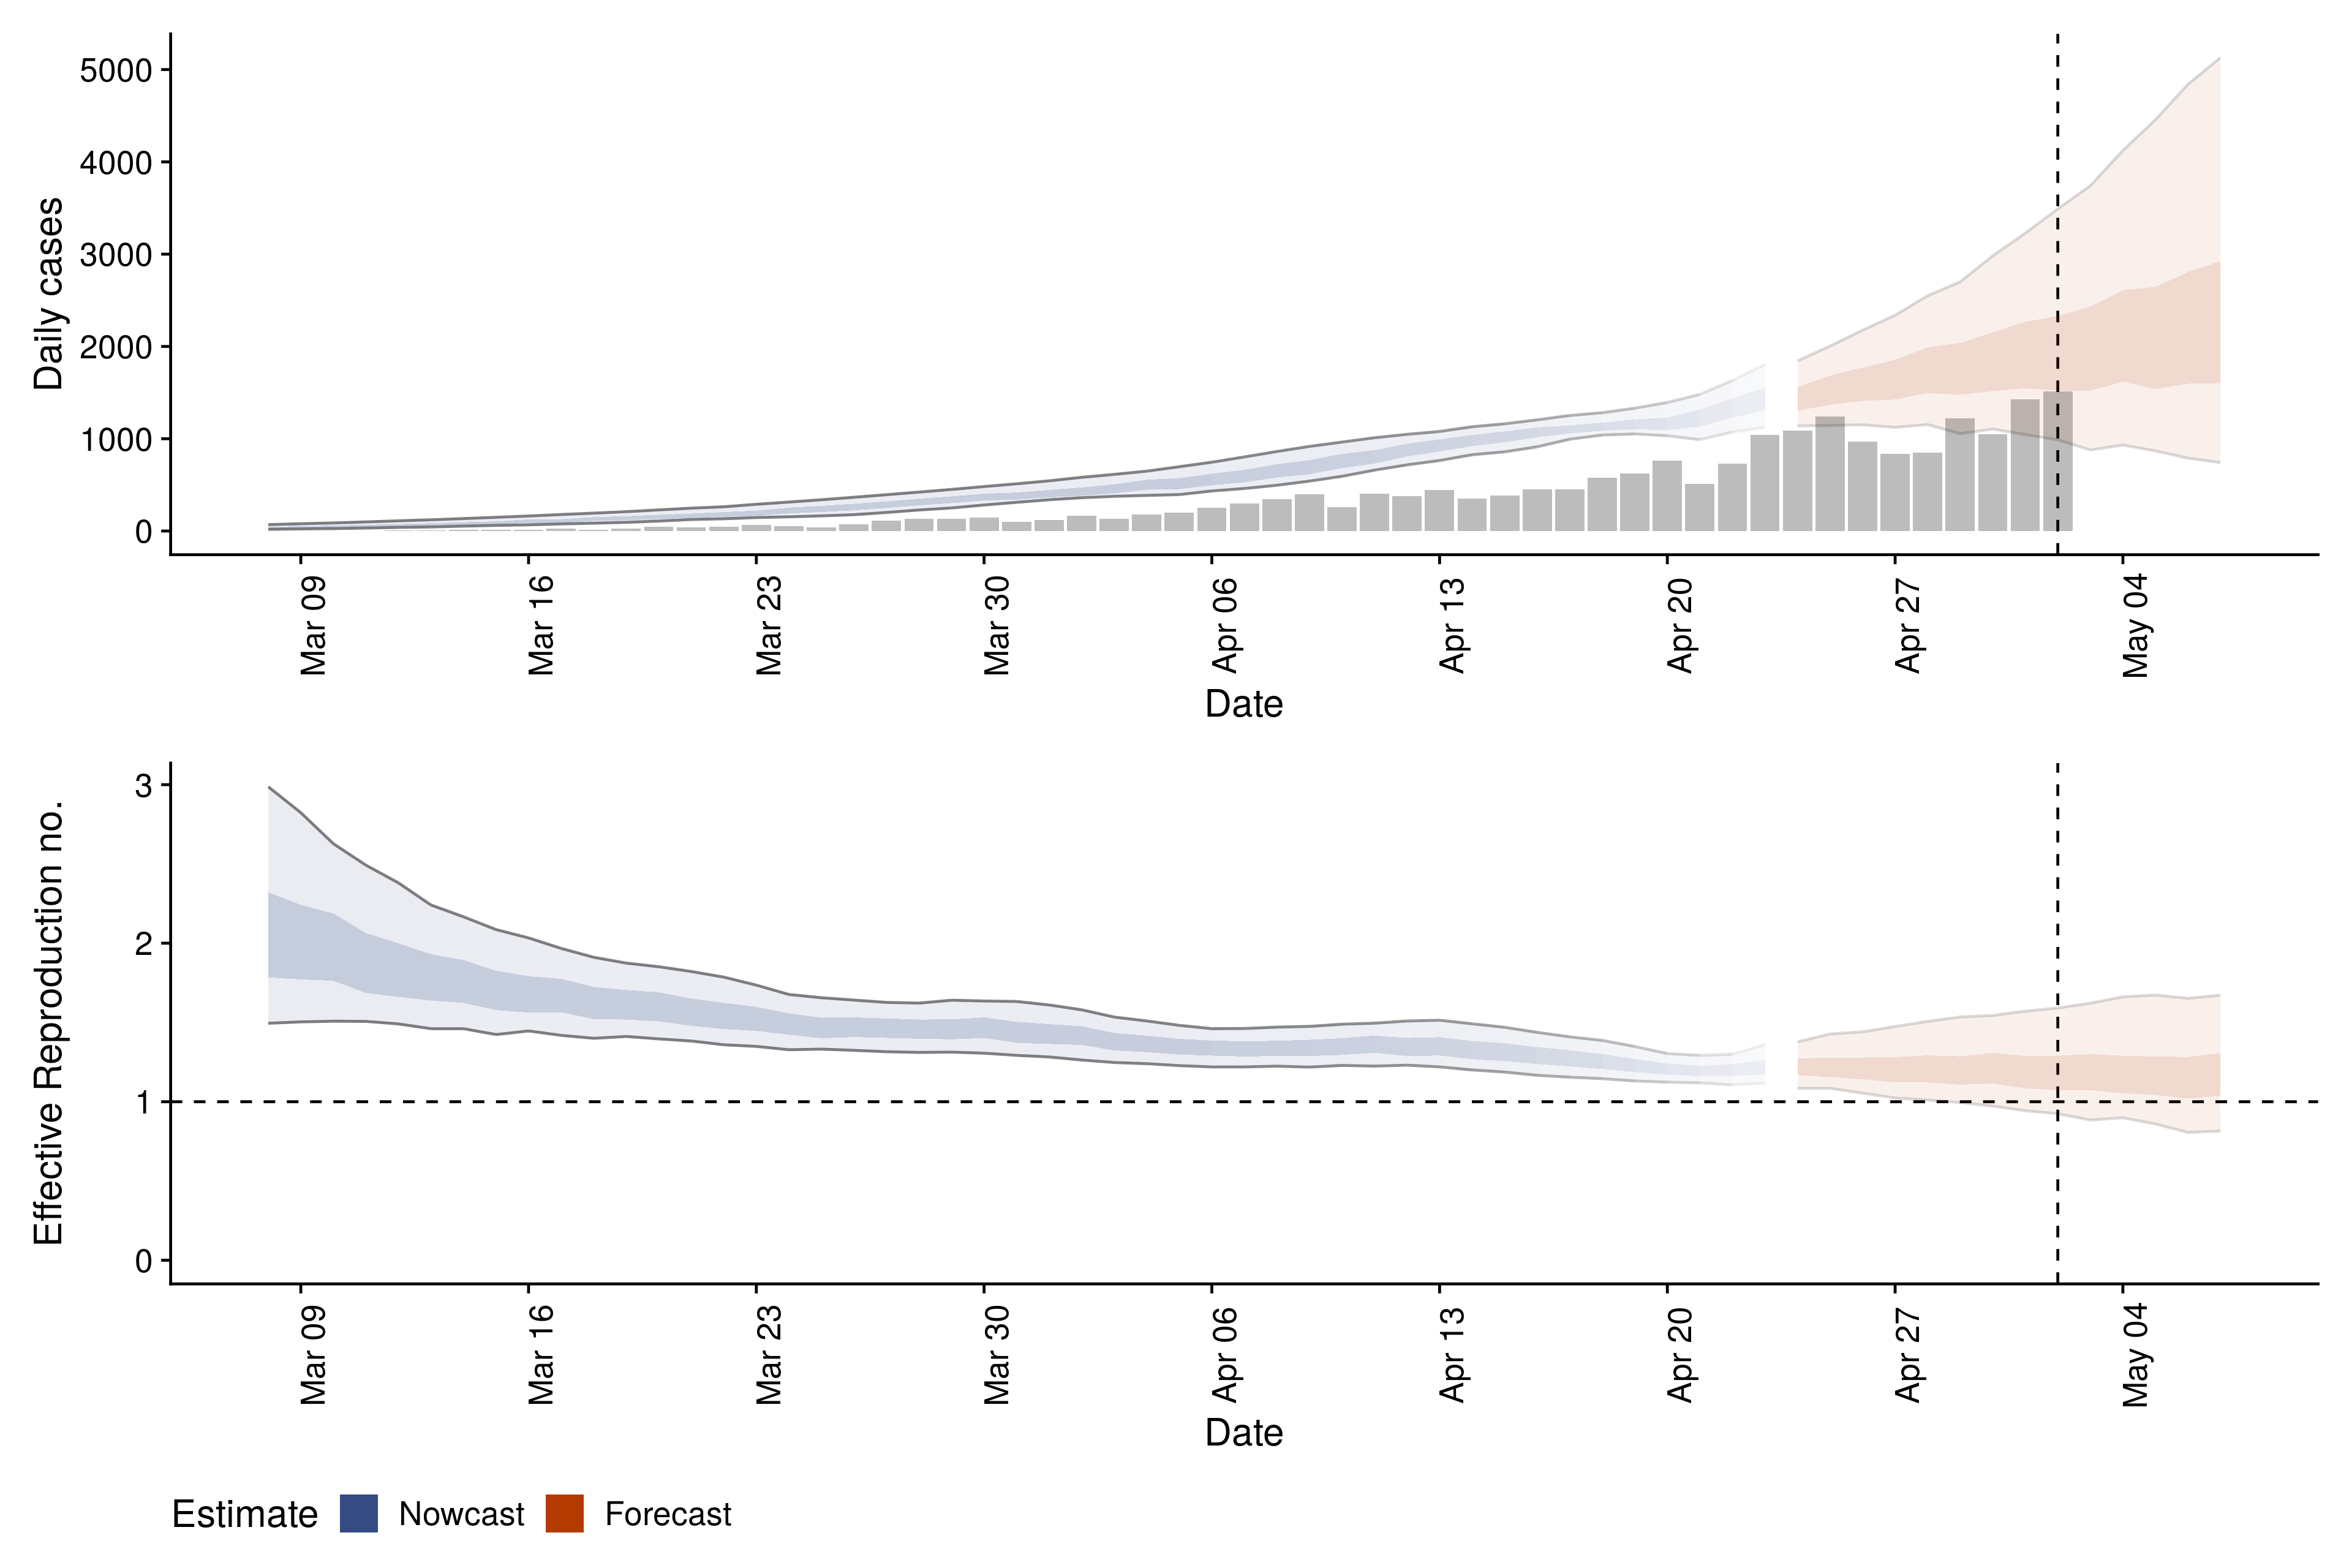 Daily cases
5000
4000
3000
2000
1000
0
Mar 09 Mar 16 Mar 23 Mar 30 Apr 06 Apr 13 Apr 20 Apr 27 May 04
Date
Effective Reproduction no.
3
2
1
0
Mar 09 Mar 16 Mar 23 Mar 30 Apr 06 Apr 13 Apr 20 Apr 27 May 04
Date
Estimate Nowcast Forecast